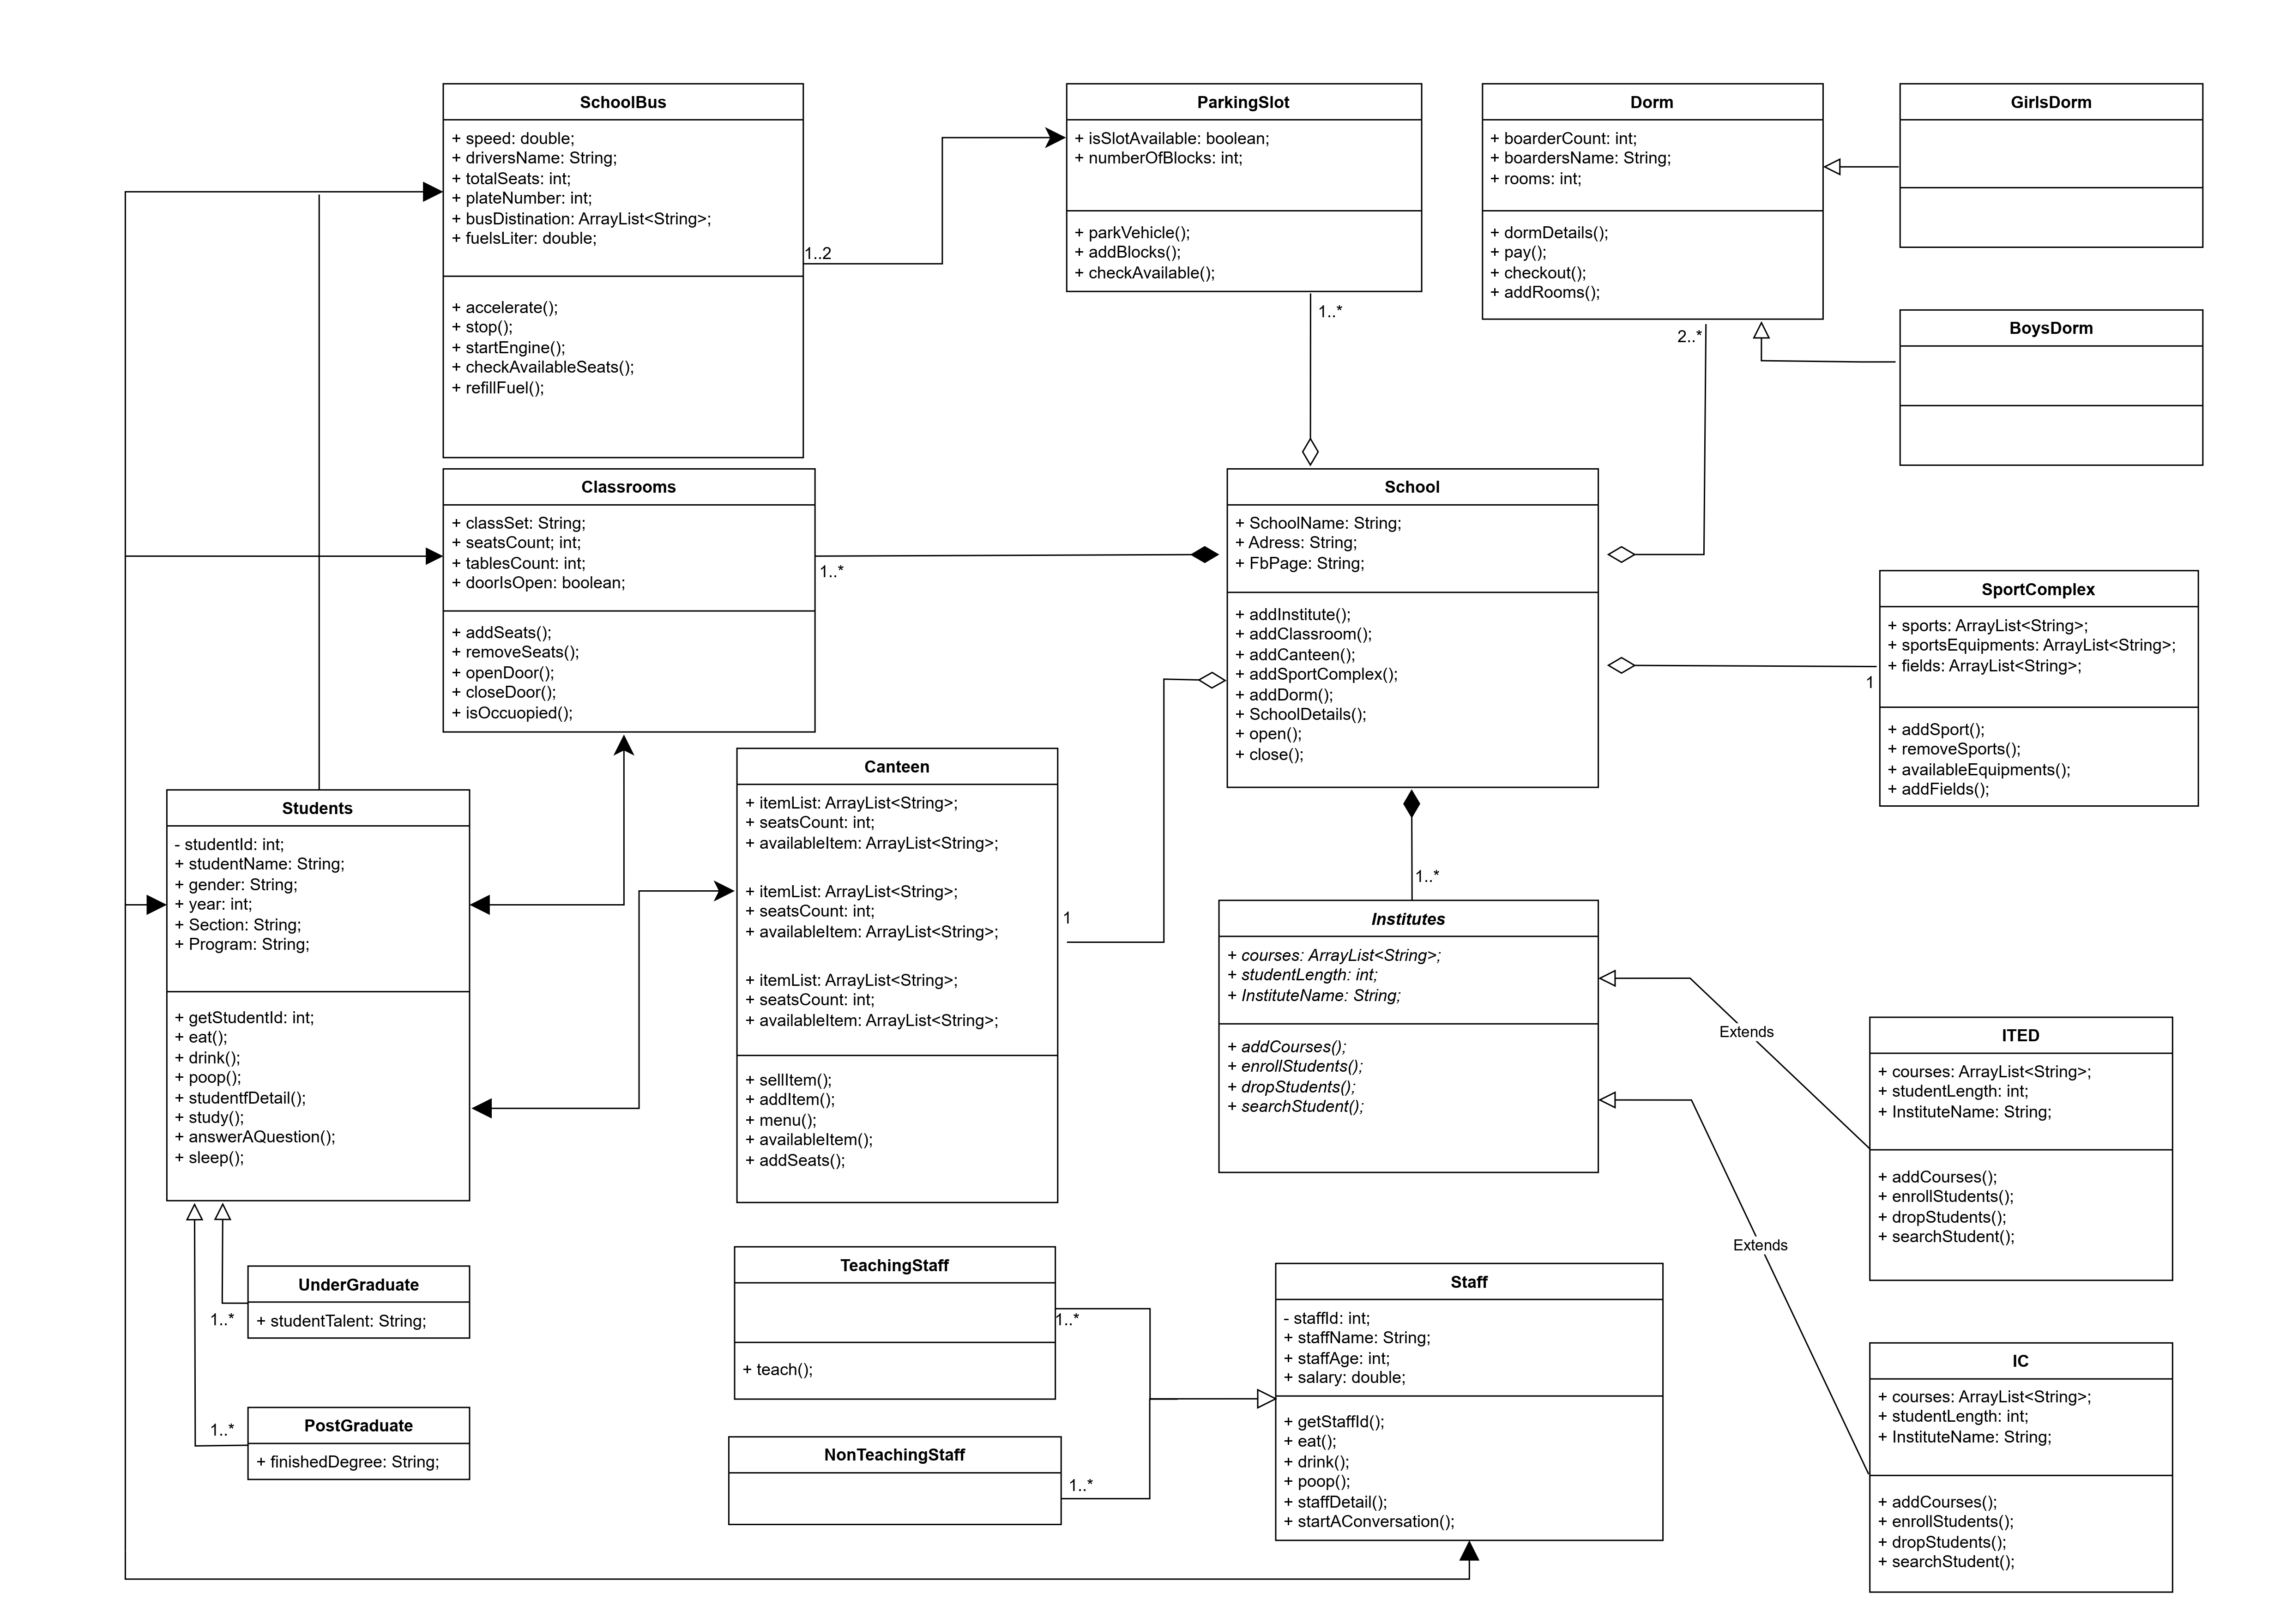 SchoolBus
+ speed: double;
+ driversName: String;
+ totalSeats: int;
+ plateNumber: int;
+ busDistination: ArrayList<String>;
+ fuelsLiter: double;
+ accelerate();
+ stop();
+ startEngine();
+ checkAvailableSeats();
+ refillFuel();
1..2
ParkingSlot
+ isSlotAvailable: boolean;
+ numberOfBlocks: int;
+ parkVehicle();
+ addBlocks();
+ checkAvailable();
1..*
Dorm
+ boarderCount: int;
+ boardersName: String;
+ rooms: int;
+ dormDetails();
+ pay();
+ checkout();
+ addRooms();
2..*
GirlsDorm
BoysDorm
Classrooms
+ classSet: String;
+ seatsCount; int;
+ tablesCount: int;
+ doorIsOpen: boolean;
+ addSeats();
+ removeSeats();
+ openDoor();
+ closeDoor();
+ isOccuopied();
1..*
School
+ SchoolName: String;
+ Adress: String;
+ FbPage: String;
+ addInstitute();
+ addClassroom();
+ addCanteen();
+ addSportComplex();
+ addDorm();
+ SchoolDetails();
+ open();
+ close();
SportComplex
+ sports: ArrayList<String>;
+ sportsEquipments: ArrayList<String>;
+ fields: ArrayList<String>;
+ addSport();
+ removeSports();
+ availableEquipments();
+ addFields();
1
Students
- studentId: int;
+ studentName: String;
+ gender: String;
+ year: int;
+ Section: String;
+ Program: String;
+ getStudentId: int;
+ eat();
+ drink();
+ poop();
+ studentfDetail();
+ study();
+ answerAQuestion();
+ sleep();
Canteen
+ itemList: ArrayList<String>;
+ seatsCount: int;
+ availableItem: ArrayList<String>;
+ itemList: ArrayList<String>;
+ seatsCount: int;
+ availableItem: ArrayList<String>;
+ itemList: ArrayList<String>;
+ seatsCount: int;
+ availableItem: ArrayList<String>;
+ sellItem();
+ addItem();
+ menu();
+ availableItem();
+ addSeats();
1
1..*
Institutes
+ courses: ArrayList<String>;
+ studentLength: int;
+ InstituteName: String;
+ addCourses();
+ enrollStudents();
+ dropStudents();
+ searchStudent();
Extends
Extends
ITED
+ courses: ArrayList<String>;
+ studentLength: int;
+ InstituteName: String;
+ addCourses();
+ enrollStudents();
+ dropStudents();
+ searchStudent();
UnderGraduate
+ studentTalent: String;
1..*
PostGraduate
+ finishedDegree: String;
1..*
TeachingStaff
+ teach();
1..*
NonTeachingStaff
1..*
Staff
- staffId: int;
+ staffName: String;
+ staffAge: int;
+ salary: double;
+ getStaffId();
+ eat();
+ drink();
+ poop();
+ staffDetail();
+ startAConversation();
IC
+ courses: ArrayList<String>;
+ studentLength: int;
+ InstituteName: String;
+ addCourses();
+ enrollStudents();
+ dropStudents();
+ searchStudent();